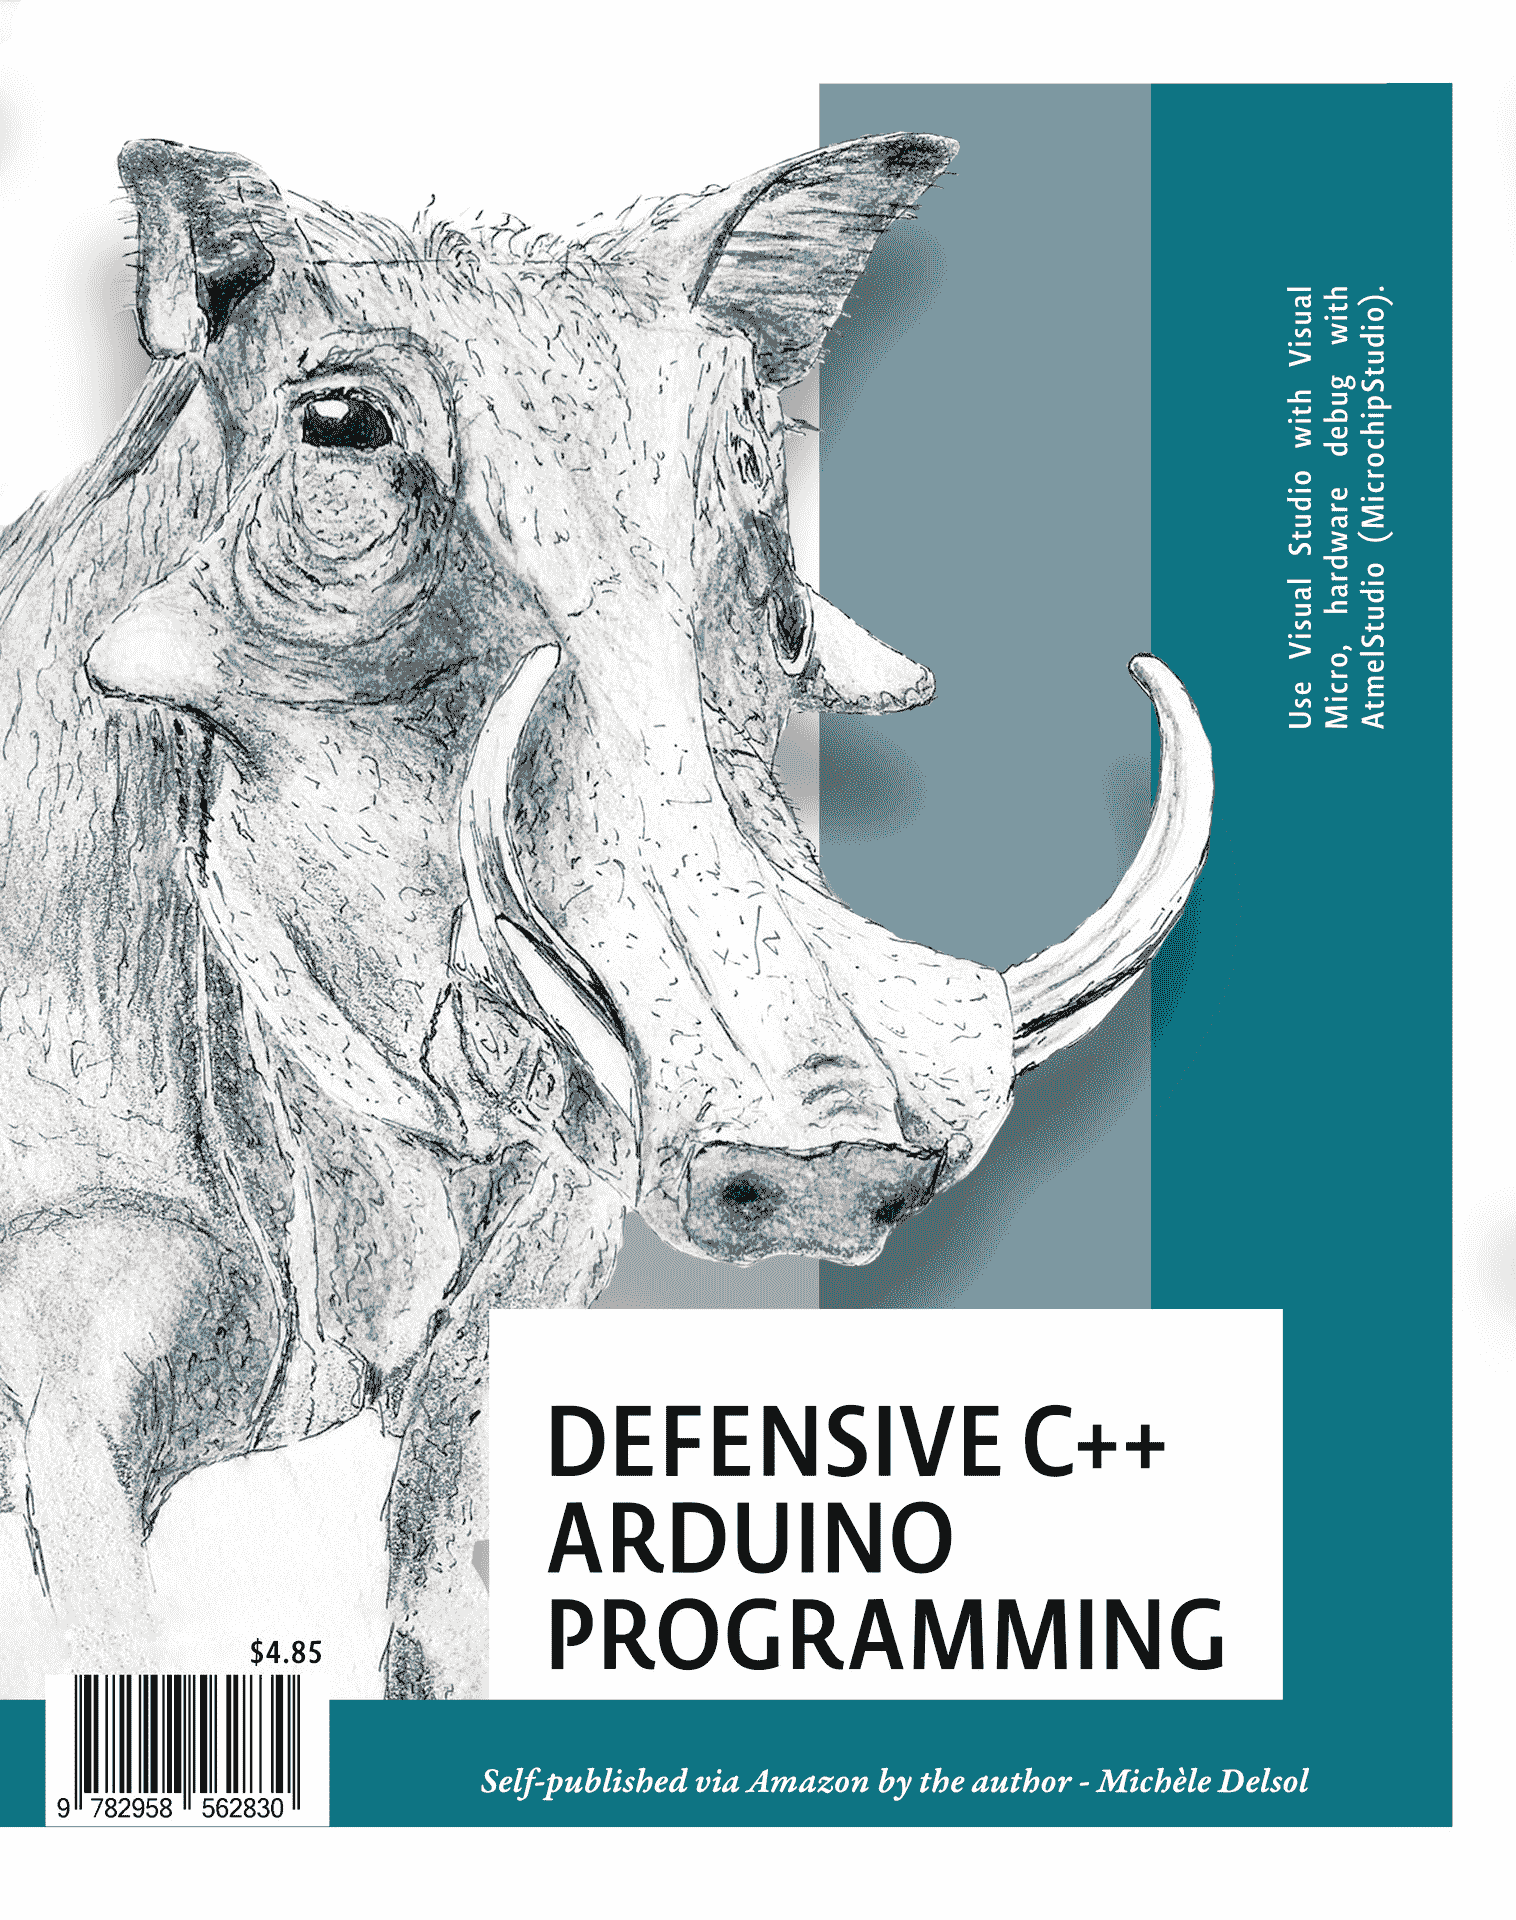 Use Visual Studio with Visual
Micro, hardware debug with
AtmelStudio (MicrochipStudio).
DEFENSIVE C++
ARDUINO
PROGRAMMING
$4.85
9 782958 562830
Self-published via Amazon by the author - Michèle Delsol